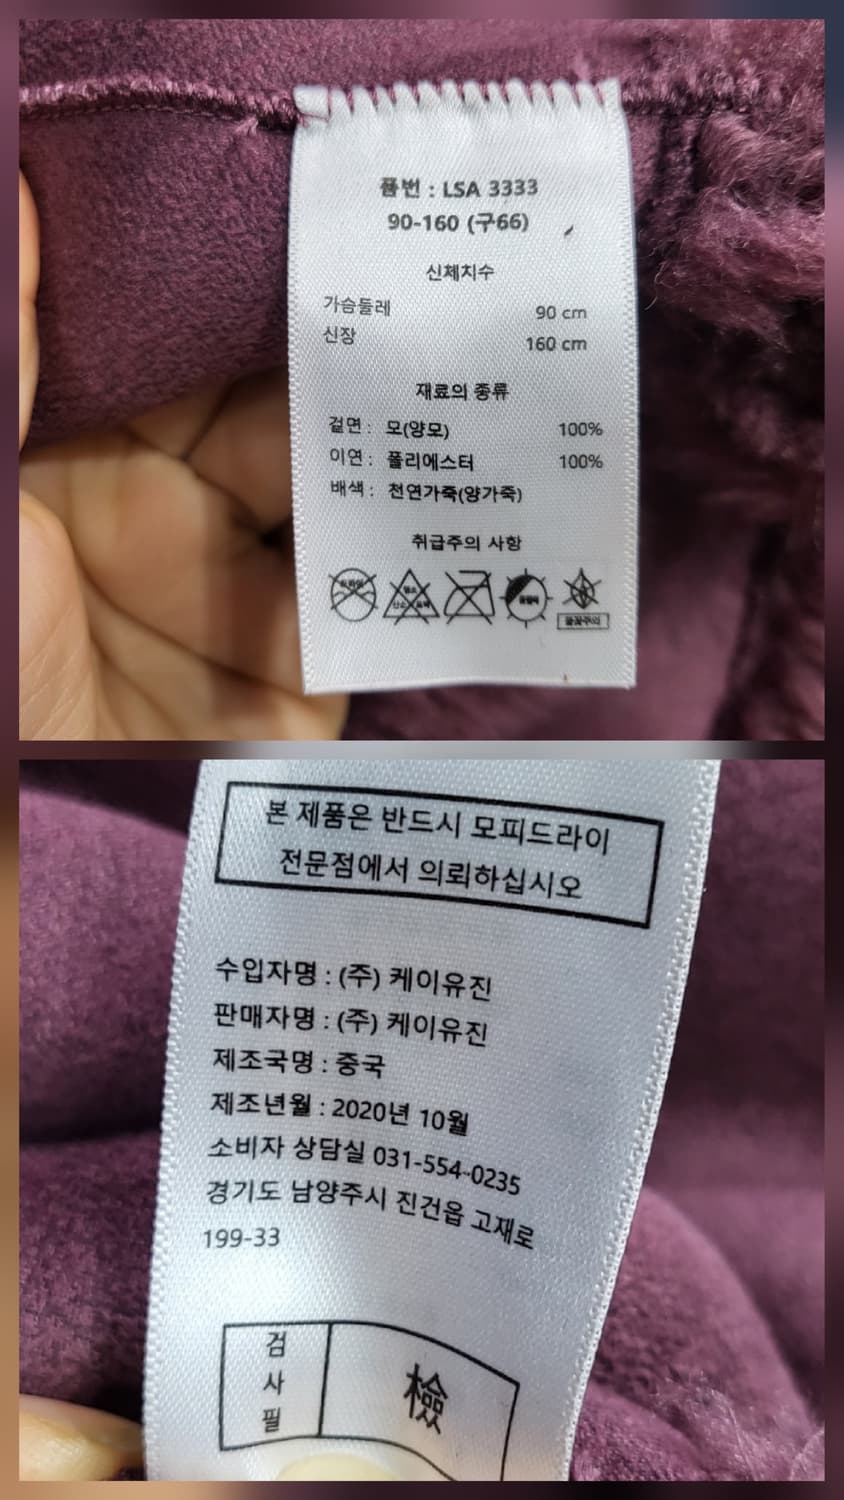 품번 : LSA 3333
90-160 (구66)
신체치수
가슴둘레 90 cm
신장 160 cm
재료의 종류
겉면 : 모(양모) 100%
이연 : 폴리에스터 100%
배색 : 천연가죽(양가죽)
취급주의 사항
불꽃주의
본 제품은 반드시 모피드라이
전문점에서 의뢰하십시오
수입자명 : (주) 케이유진
판매자명 : (주) 케이유진
제조국명 : 중국
제조년월 : 2020년 10월
소비자 상담실 031-554-0235
경기도 남양주시 진건읍 고재로
199-33
검사필 檢